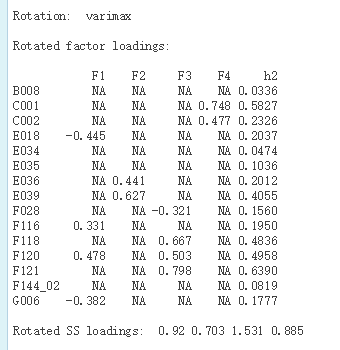 Rotation:  varimax
Rotated factor loadings:
F1 F2 F3 F4 h2
B008 NA NA NA NA 0.0336
C001 NA NA NA 0.748 0.5827
C002 NA NA NA 0.477 0.2326
E018 -0.445 NA NA NA 0.2037
E034 NA NA NA NA 0.0474
E035 NA NA NA NA 0.1036
E036 NA 0.441 NA NA 0.2012
E039 NA 0.627 NA NA 0.4055
F028 NA NA -0.321 NA 0.1560
F116 0.331 NA NA NA 0.1950
F118 NA NA 0.667 NA 0.4836
F120 0.478 NA 0.503 NA 0.4958
F121 NA NA 0.798 NA 0.6390
F144_02 NA NA NA NA 0.0819
G006 -0.382 NA NA NA 0.1777
Rotated SS loadings:  0.92 0.703 1.531 0.885